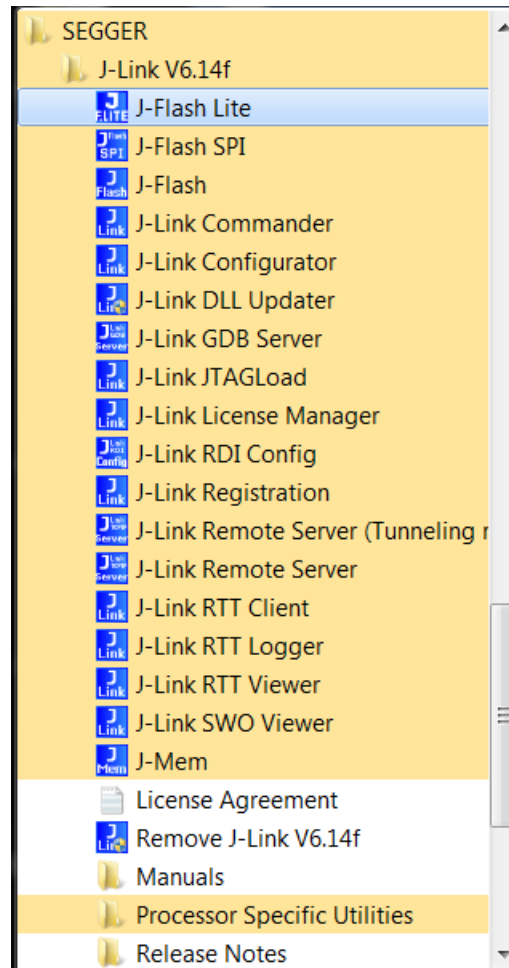 SEGGER
J-Link V6.14f
J-Flash Lite
J-Flash SPI
J-Flash
J-Link Commander
J-Link Configurator
J-Link DLL Updater
J-Link GDB Server
J-Link JTAGLoad
J-Link License Manager
J-Link RDI Config
J-Link Registration
J-Link Remote Server (Tunneling
J-Link Remote Server
J-Link RTT Client
J-Link RTT Logger
J-Link RTT Viewer
J-Link SWO Viewer
J-Mem
License Agreement
Remove J-Link V6.14f
Manuals
Processor Specific Utilities
Release Notes